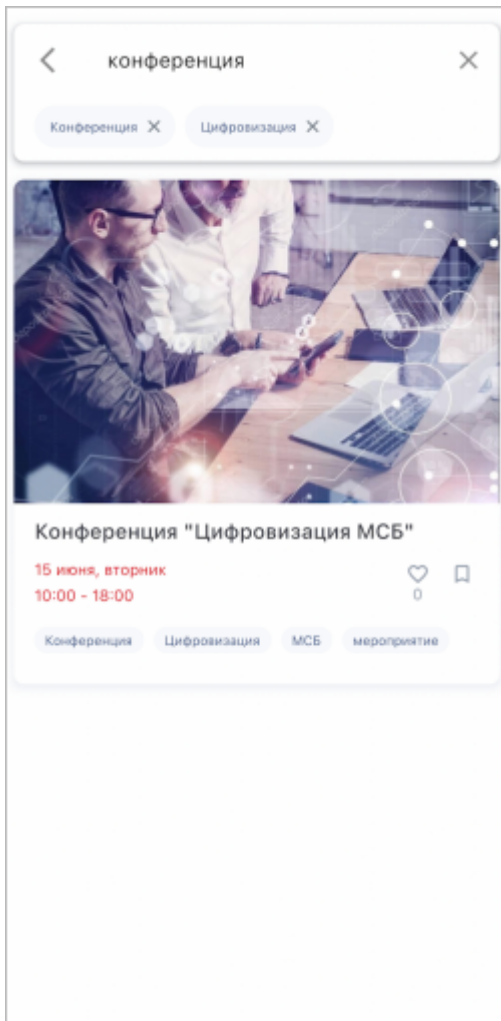 конференция
Конференция
Цифровизация
Конференция "Цифровизация МСБ"
15 июня, вторник
10:00 - 18:00
0
Конференция Цифровизация МСБ мероприятие